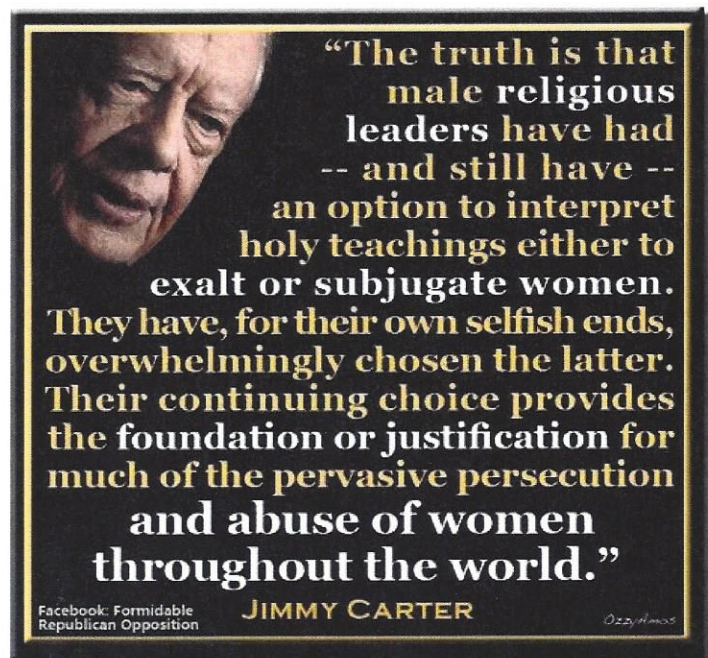 “The truth is that
male religious
leaders have had
-- and still have --
an option to interpret
holy teachings either to
exalt or subjugate women.
They have, for their own selfish ends,
overwhelmingly chosen the latter.
Their continuing choice provides
the foundation or justification for
much of the pervasive persecution
and abuse of women
throughout the world.”
JIMMY CARTER
Facebook: Formidable
Republican Opposition
OzzyAmos